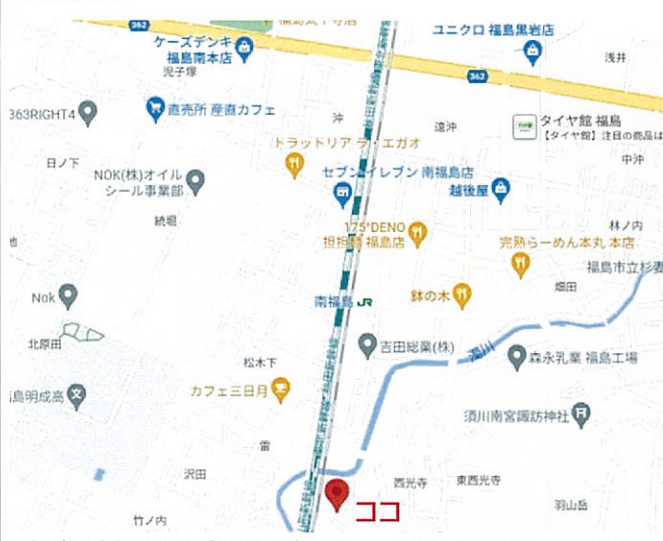 362
福島太平寺店
ケーズデンキ
福島南本店
児子塚
ユニクロ 福島黒岩店
浅井
362
363RIGHT4
直売所 産直カフェ
沖
遠沖
タイヤ館 福島
【タイヤ館】注目の商品は
中沖
日ノ下
トラットリア ラ・エガオ
NOK(株)オイル
シール事業部
セブン-イレブン 南福島店
越後屋
続堀
175°DENO
担担麺 福島店
林ノ内
完熟らーめん本丸 本店
福島市立杉妻
畑田
Nok
南福島 JR
鉢の木
北原田
吉田総業(株)
濁川
森永乳業 福島工場
松木下
カフェ三日月
島明成高
須川南宮諏訪神社
雷
沢田
西光寺
東西光寺
竹ノ内
羽山岳
ココ